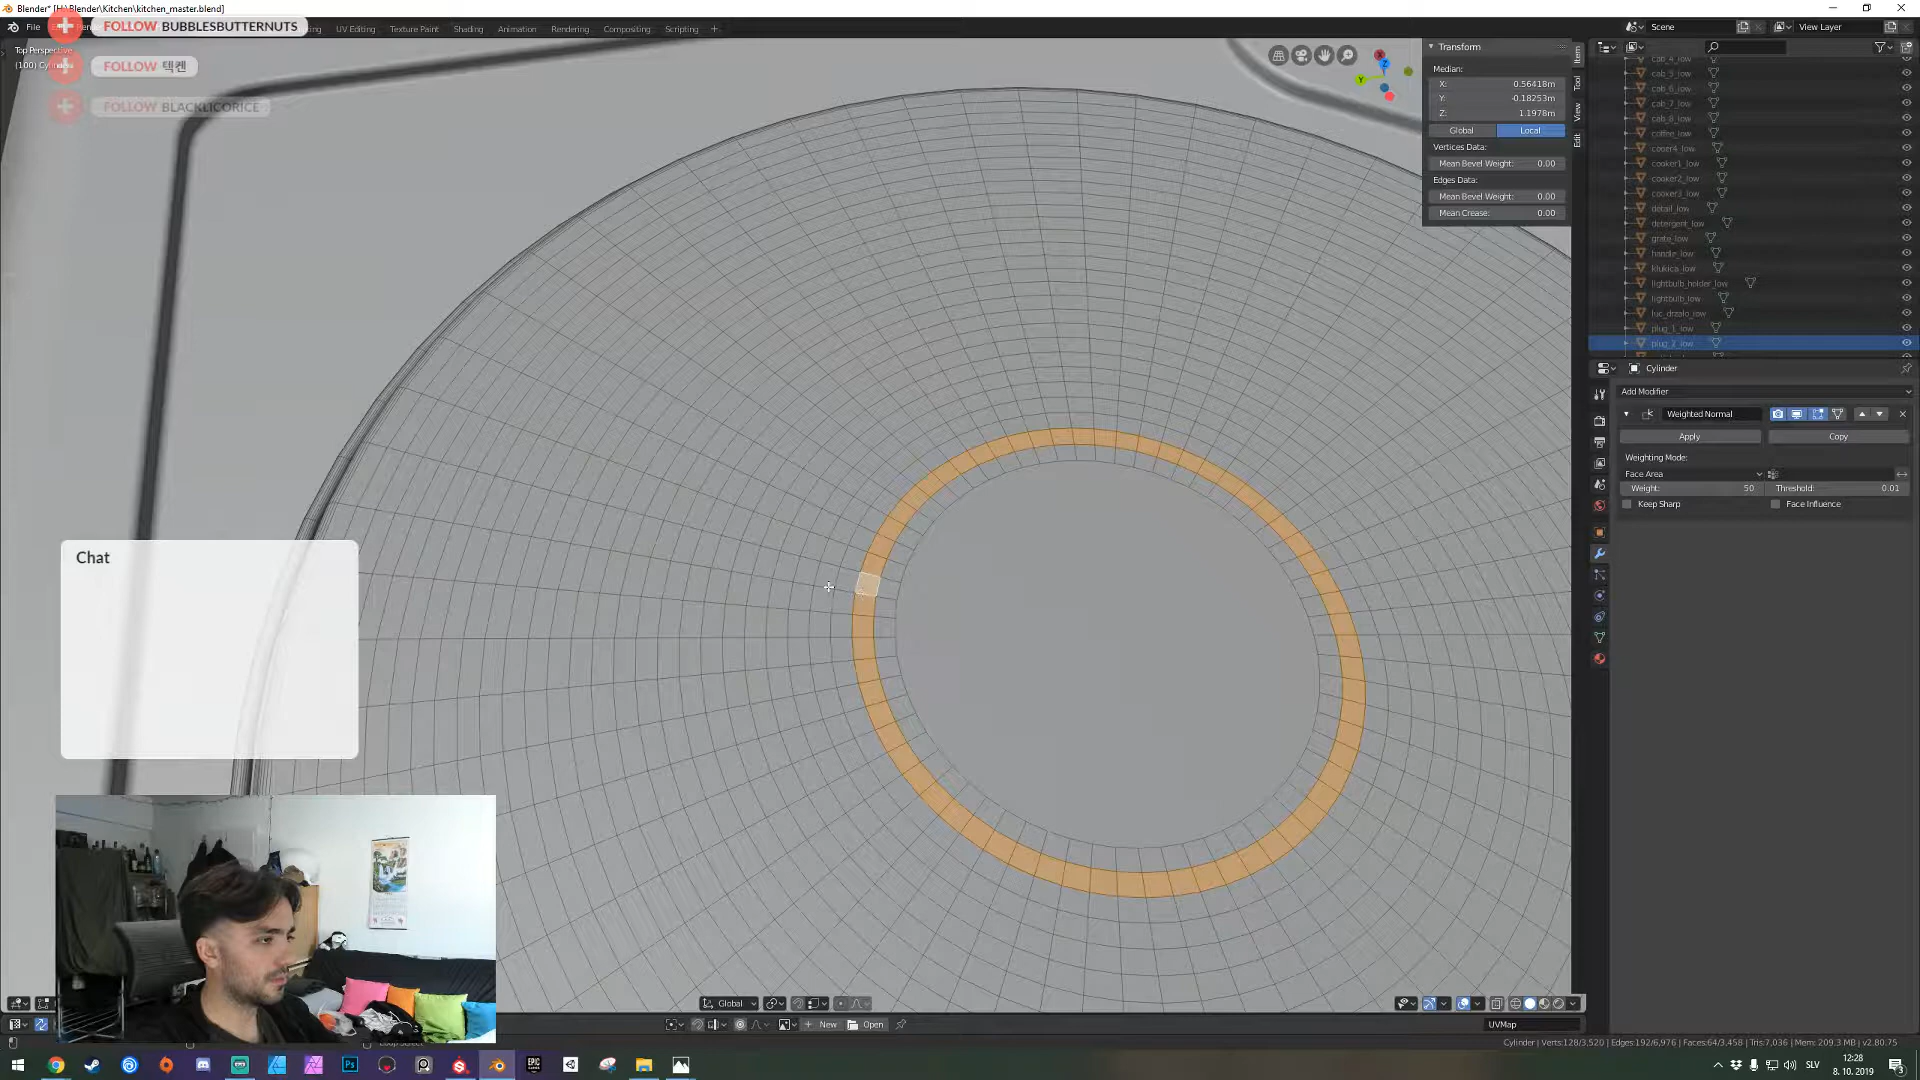 Blender* [H:\Blender\Kitchen\kitchen_master.blend]
File
FOLLOW BUBBLESBUTTERNUTS
UV Editing
Texture Paint
Shading
Animation
Rendering
Compositing
Scripting
Scene
View Layer
Top Perspective
FOLLOW 텍켄
FOLLOW BLACKLICORICE
Transform
Median:
X: 0.56418m
Y: -0.18253m
Z: 1.1978m
Global
Local
Vertices Data:
Mean Bevel Weight: 0.00
Edges Data:
Mean Bevel Weight: 0.00
Mean Crease: 0.00
Item
Tool
View
Edit
cab_4_low
cab_5_low
cab_6_low
cab_7_low
cab_8_low
coffee_low
cooer4_low
cooker1_low
cooker2_low
cooker3_low
detail_low
detergent_low
grate_low
handle_low
klukica_low
lightbulb_holder_low
lightbulb_low
luc_drzalo_low
plug_1_low
plug_2_low
Cylinder
Add Modifier
Weighted Normal
Apply
Copy
Weighting Mode:
Face Area
Weight: 50
Threshold: 0.01
Keep Sharp
Face Influence
Chat
Global
New
Open
UVMap
Cylinder | Verts:128/3,520 | Edges:192/6,976 | Faces:64/3,458 | Tris:7,036 | Mem: 209.3 MB | v2.80.75
SLV
12:28
8. 10. 2019